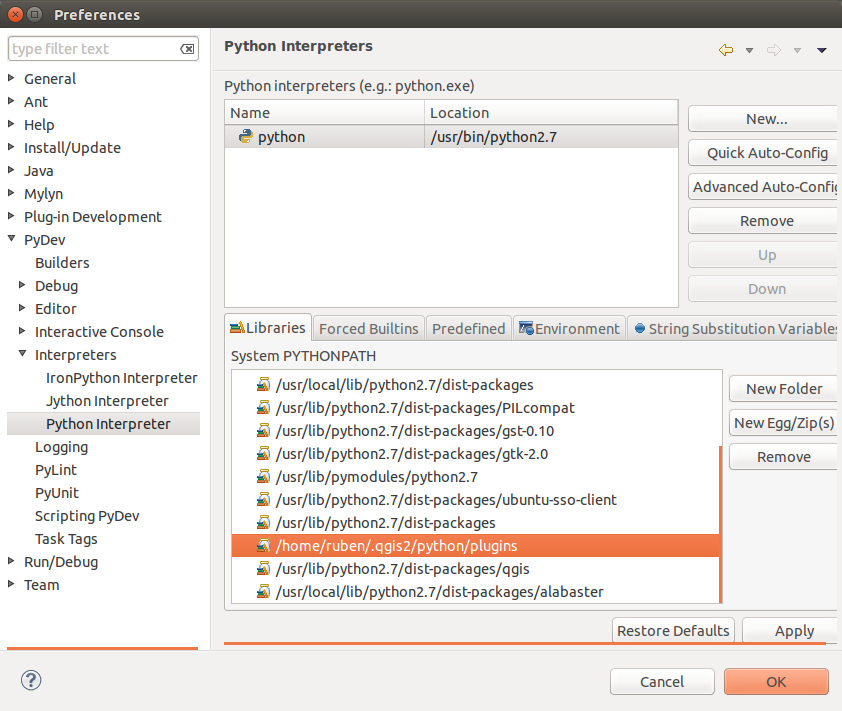 Preferences
type filter text
General
Ant
Help
Install/Update
Java
Mylyn
Plug-in Development
PyDev
Builders
Debug
Editor
Interactive Console
Interpreters
IronPython Interpreter
Jython Interpreter
Python Interpreter
Logging
PyLint
PyUnit
Scripting PyDev
Task Tags
Run/Debug
Team
Python Interpreters
Python interpreters (e.g.: python.exe)
Name Location
python /usr/bin/python2.7
New...
Quick Auto-Config
Advanced Auto-Config
Remove
Up
Down
Libraries Forced Builtins Predefined Environment String Substitution Variables
System PYTHONPATH
/usr/local/lib/python2.7/dist-packages
/usr/lib/python2.7/dist-packages/PILcompat
/usr/lib/python2.7/dist-packages/gst-0.10
/usr/lib/python2.7/dist-packages/gtk-2.0
/usr/lib/pymodules/python2.7
/usr/lib/python2.7/dist-packages/ubuntu-sso-client
/usr/lib/python2.7/dist-packages
/home/ruben/.qgis2/python/plugins
/usr/lib/python2.7/dist-packages/qgis
/usr/local/lib/python2.7/dist-packages/alabaster
New Folder
New Egg/Zip(s)
Remove
Restore Defaults Apply
? Cancel OK